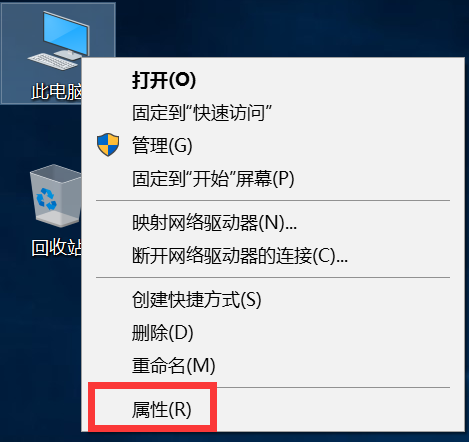 此电脑
打开(O)
固定到“快速访问”
管理(G)
固定到“开始”屏幕(P)
回收站
映射网络驱动器(N)...
断开网络驱动器的连接(C)...
创建快捷方式(S)
删除(D)
重命名(M)
属性(R)